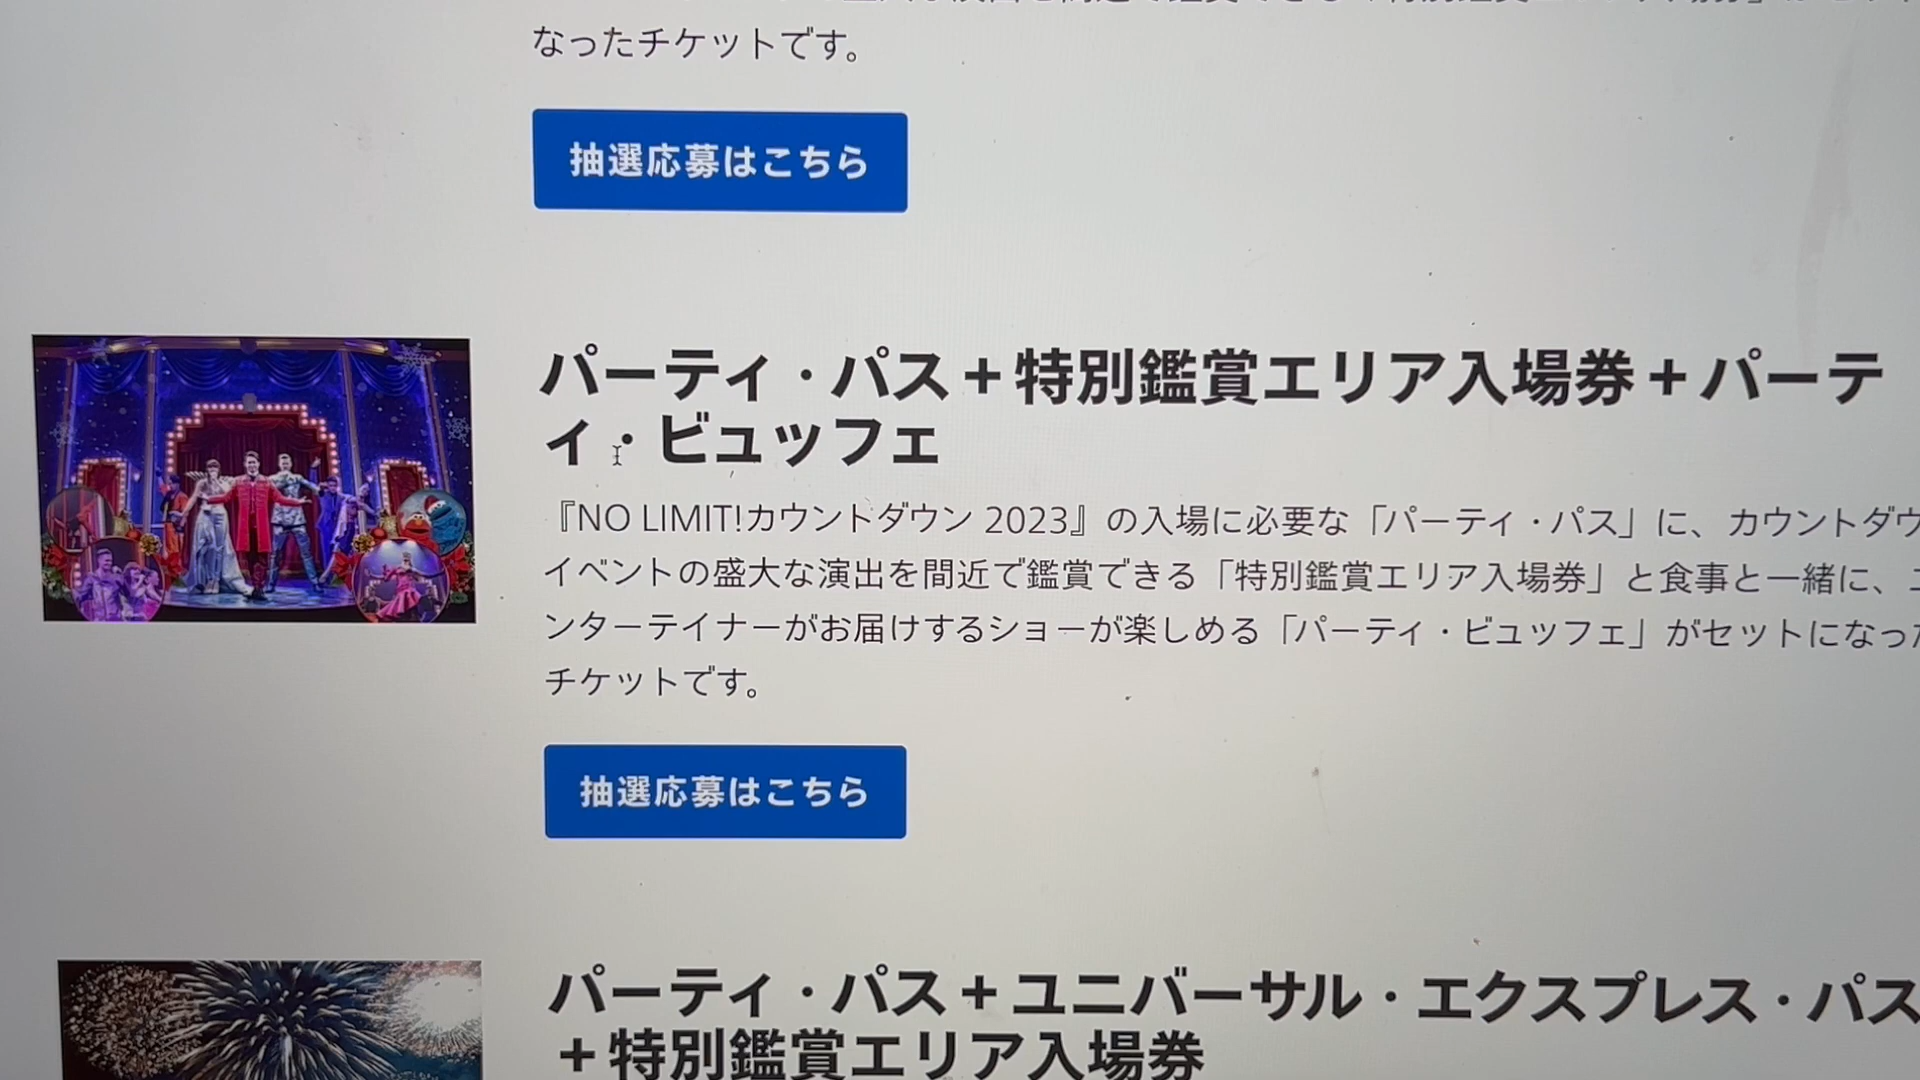 なったチケットです。
抽選応募はこちら
パーティ・パス＋特別鑑賞エリア入場券＋パーテ
ィ・ビュッフェ
『NO LIMIT!カウントダウン 2023』の入場に必要な「パーティ・パス」に、カウントダウ
イベントの盛大な演出を間近で鑑賞できる「特別鑑賞エリア入場券」と食事と一緒に、エ
ンターテイナーがお届けするショーが楽しめる「パーティ・ビュッフェ」がセットになった
チケットです。
抽選応募はこちら
パーティ・パス＋ユニバーサル・エクスプレス・パス
＋特別鑑賞エリア入場券